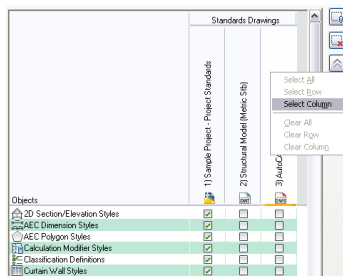 Standards Drawings
Objects
1) Sample Project - Project Standards
2) Structural Model (Metric Stb)
3) AutoC
Select All
Select Row
Select Column
Clear All
Clear Row
Clear Column
2D Section/Elevation Styles
AEC Dimension Styles
AEC Polygon Styles
Calculation Modifier Styles
Classification Definitions
Curtain Wall Styles